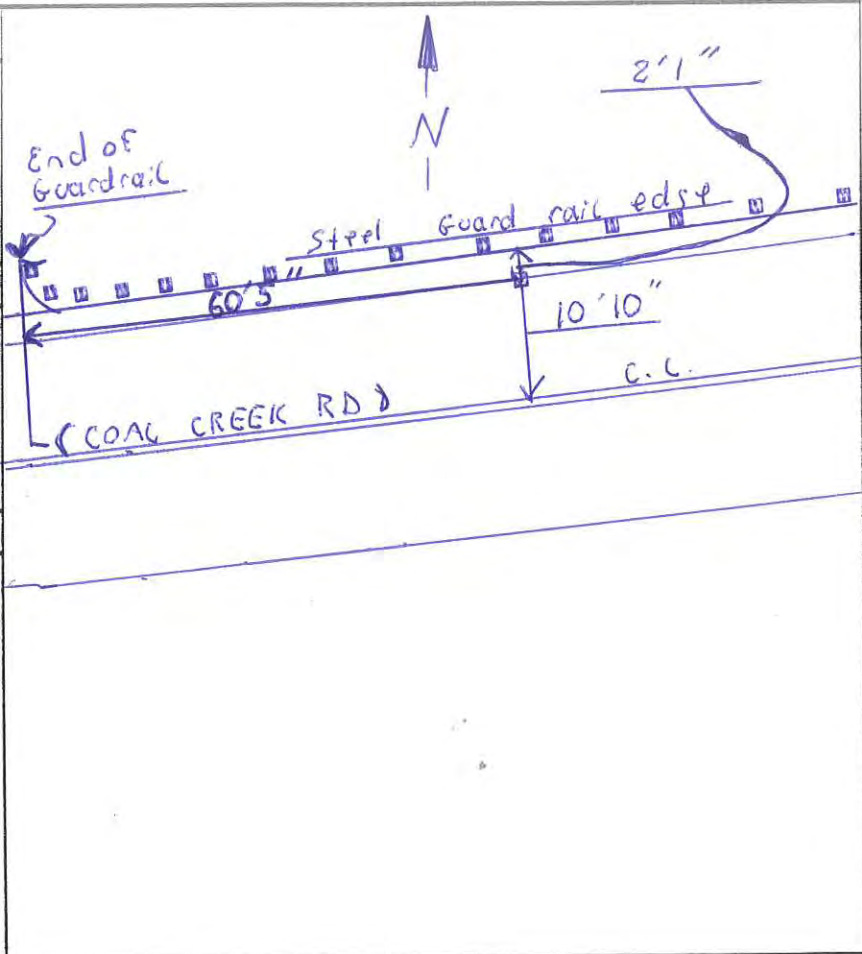 2'1"
N
End of
Guardrail
Steel Guard rail edge
60'5"
10'10"
C.L.
COAL CREEK RD